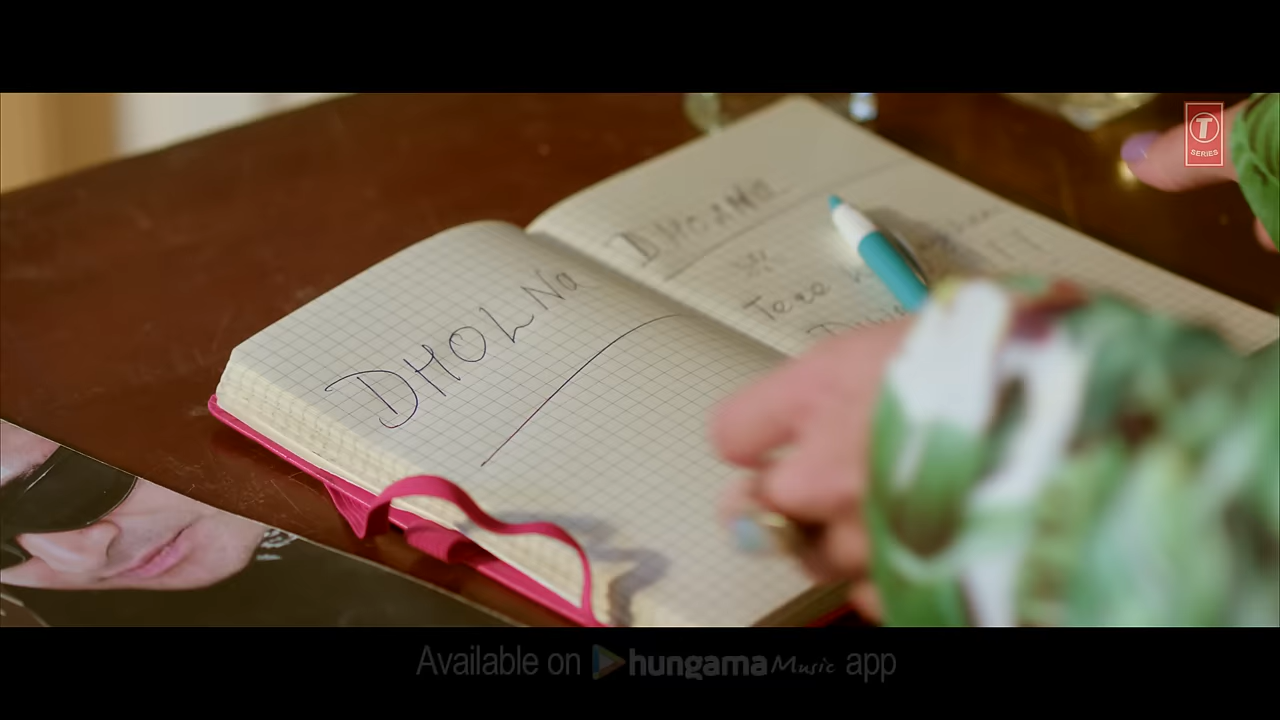 T
SERIES
DHOLNa
DHOLNa
Tere
Available on hungama Music app